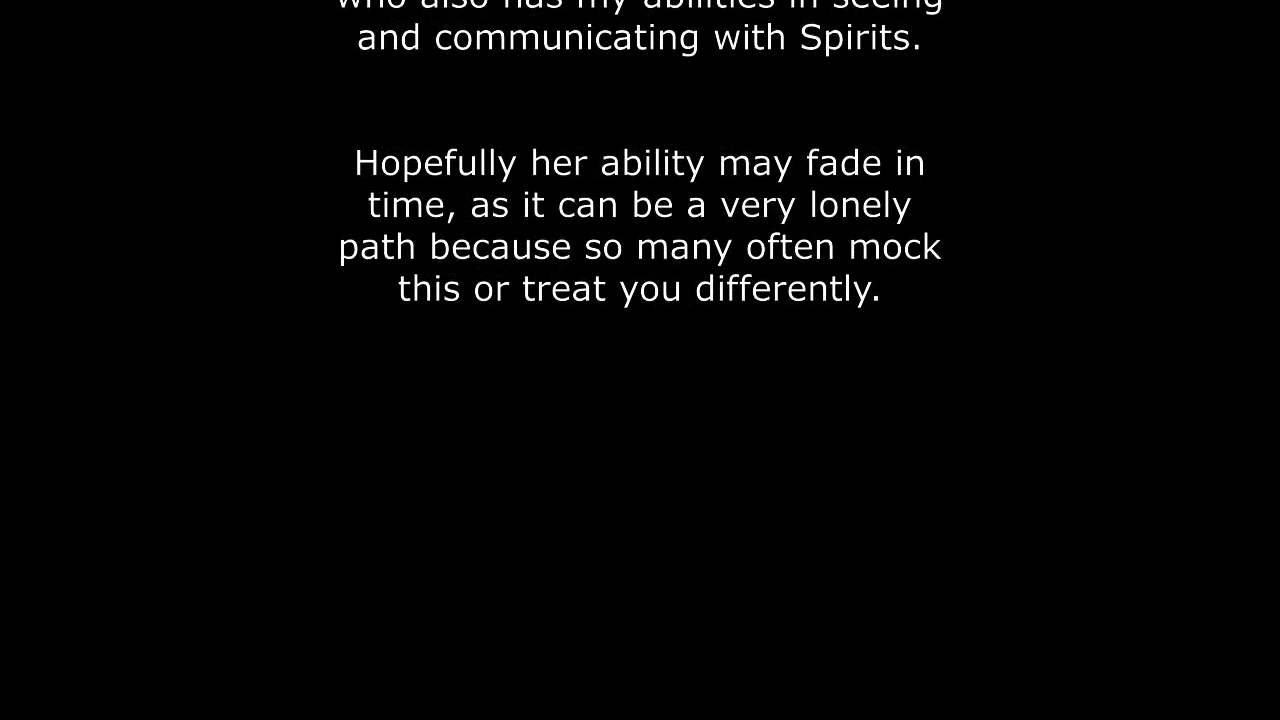 who also has my abilities in seeing
and communicating with Spirits.
Hopefully her ability may fade in
time, as it can be a very lonely
path because so many often mock
this or treat you differently.